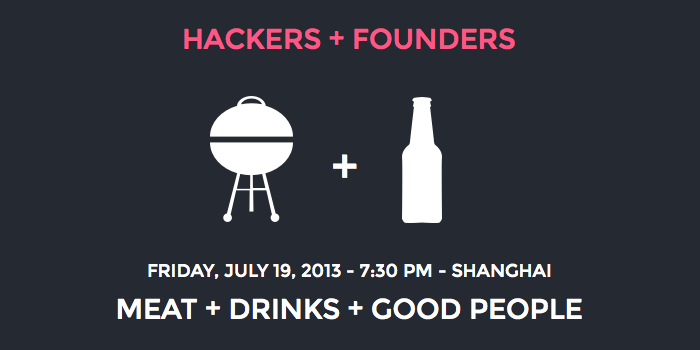 HACKERS + FOUNDERS
+
FRIDAY, JULY 19, 2013 - 7:30 PM - SHANGHAI
MEAT + DRINKS + GOOD PEOPLE